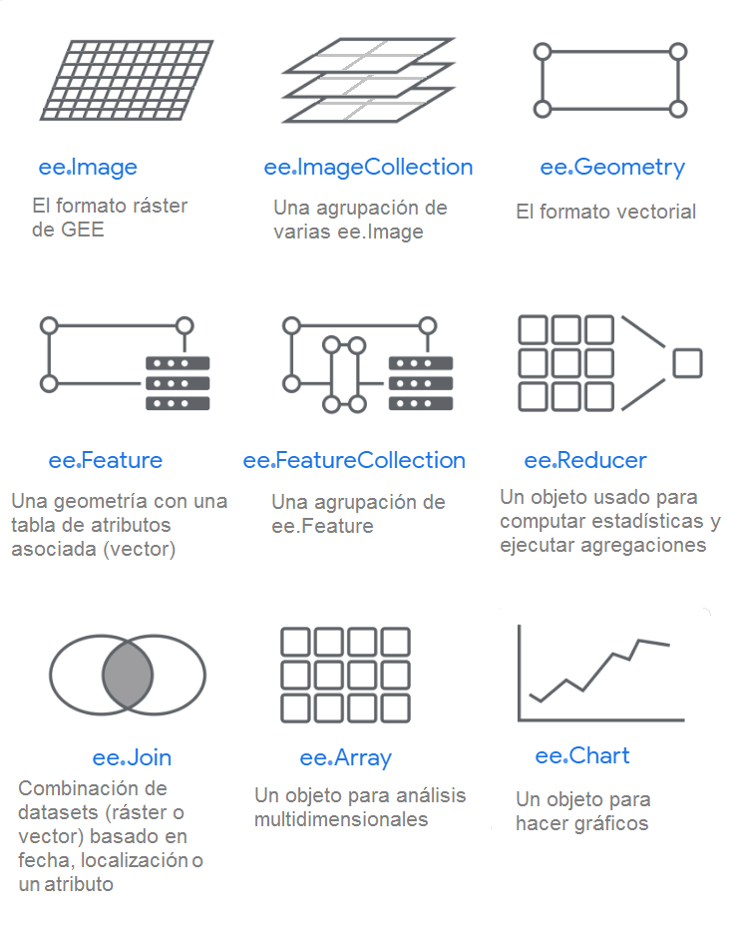 ee.Image
El formato ráster
de GEE
ee.ImageCollection
Una agrupación de
varias ee.Image
ee.Geometry
El formato vectorial
ee.Feature
Una geometría con una
tabla de atributos
asociada (vector)
ee.FeatureCollection
Una agrupación de
ee.Feature
ee.Reducer
Un objeto usado para
computar estadísticas y
ejecutar agregaciones
ee.Join
Combinación de
datasets (ráster o
vector) basado en
fecha, localización o
un atributo
ee.Array
Un objeto para análisis
multidimensionales
ee.Chart
Un objeto para
hacer gráficos